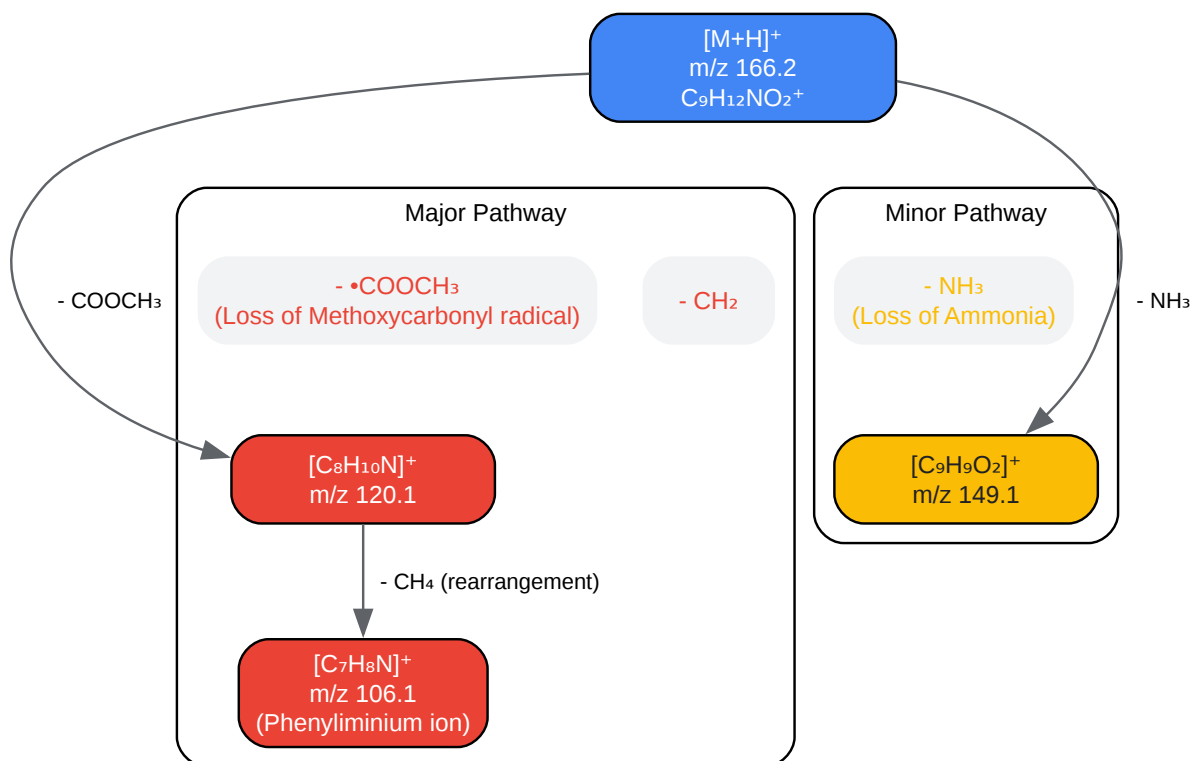 [M+H]⁺
m/z 166.2
C₉H₁₂NO₂⁺
Major Pathway
Minor Pathway
- •COOCH₃
(Loss of Methoxycarbonyl radical)
- CH₂
- NH₃
(Loss of Ammonia)
- COOCH₃
- NH₃
[C₈H₁₀N]⁺
m/z 120.1
[C₉H₉O₂]⁺
m/z 149.1
- CH₄ (rearrangement)
[C₇H₈N]⁺
m/z 106.1
(Phenyliminium ion)